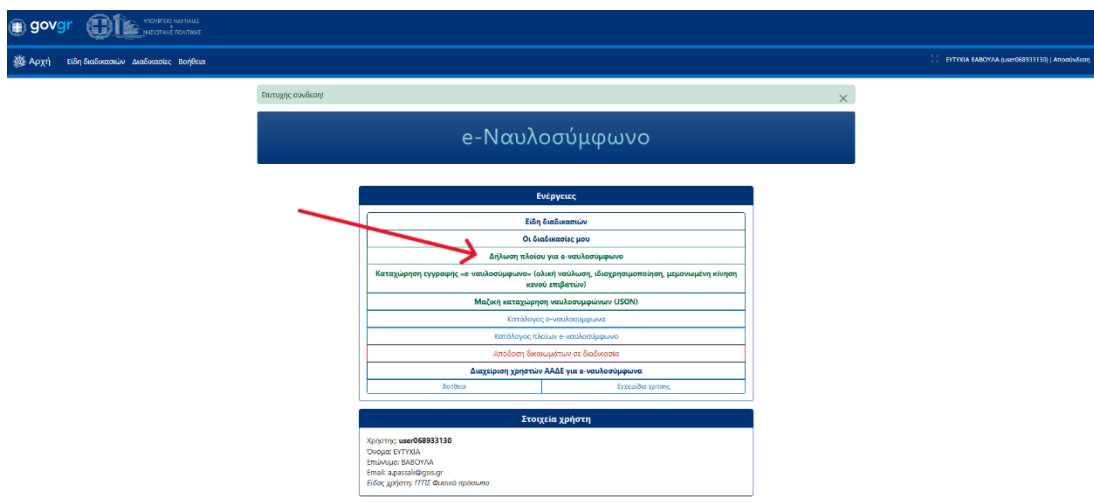 govgr
ΥΠΟΥΡΓΕΙΟ ΝΑΥΤΙΛΙΑΣ
&
ΝΗΣΙΩΤΙΚΗΣ ΠΟΛΙΤΙΚΗΣ
Αρχή Είδη διαδικασιών Διαδικασίες Βοήθεια
ΕΥΤΥΧΙΑ ΒΑΒΟΥΛΑ (user068933130) | Αποσύνδεση
Επιτυχής σύνδεση!
e-Ναυλοσύμφωνο
Ενέργειες
Είδη διαδικασιών
Οι διαδικασίες μου
Δήλωση πλοίου για e-ναυλοσύμφωνο
Καταχώρηση εγγραφής «e-ναυλοσύμφωνο» (ολική ναύλωση, ιδιοχρησιμοποίηση, μεμονωμένη κίνηση
κενού επιβατών)
Μαζική καταχώρηση ναυλοσυμφώνων (JSON)
Κατάλογος e-ναυλοσύμφωνα
Κατάλογος πλοίων e-ναυλοσύμφωνο
Απόδοση δικαιωμάτων σε διαδικασία
Διαχείριση χρηστών ΑΑΔΕ για e-ναυλοσύμφωνα
Βοήθεια Εγχειρίδιο χρήσης
Στοιχεία χρήστη
Χρήστης: user068933130
Όνομα: ΕΥΤΥΧΙΑ
Επώνυμο: ΒΑΒΟΥΛΑ
Email: a.passali@gsis.gr
Είδος χρήστη: ΓΓΠΣ Φυσικό πρόσωπο